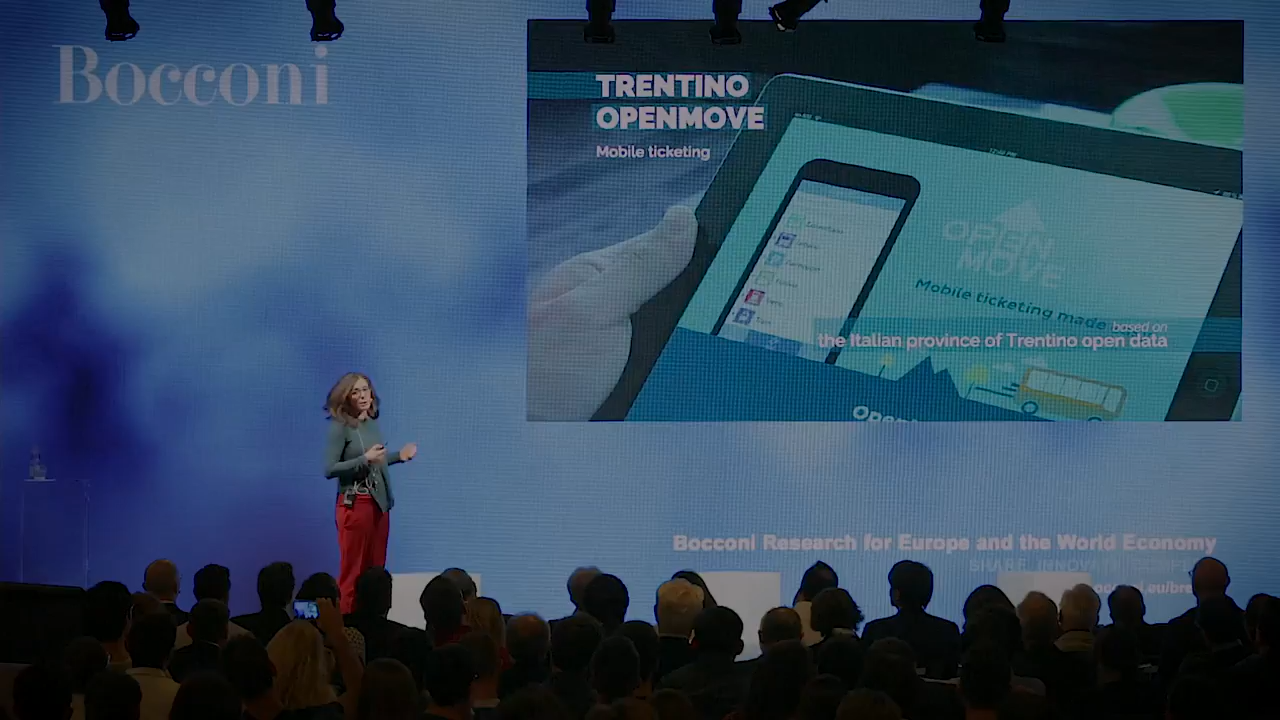 Bocconi
TRENTINO
OPENMOVE
Mobile ticketing
OPEN
MOVE
Mobile ticketing made
based on
the Italian province of Trentino open data
Bocconi Research for Europe and the World Economy
SHARE